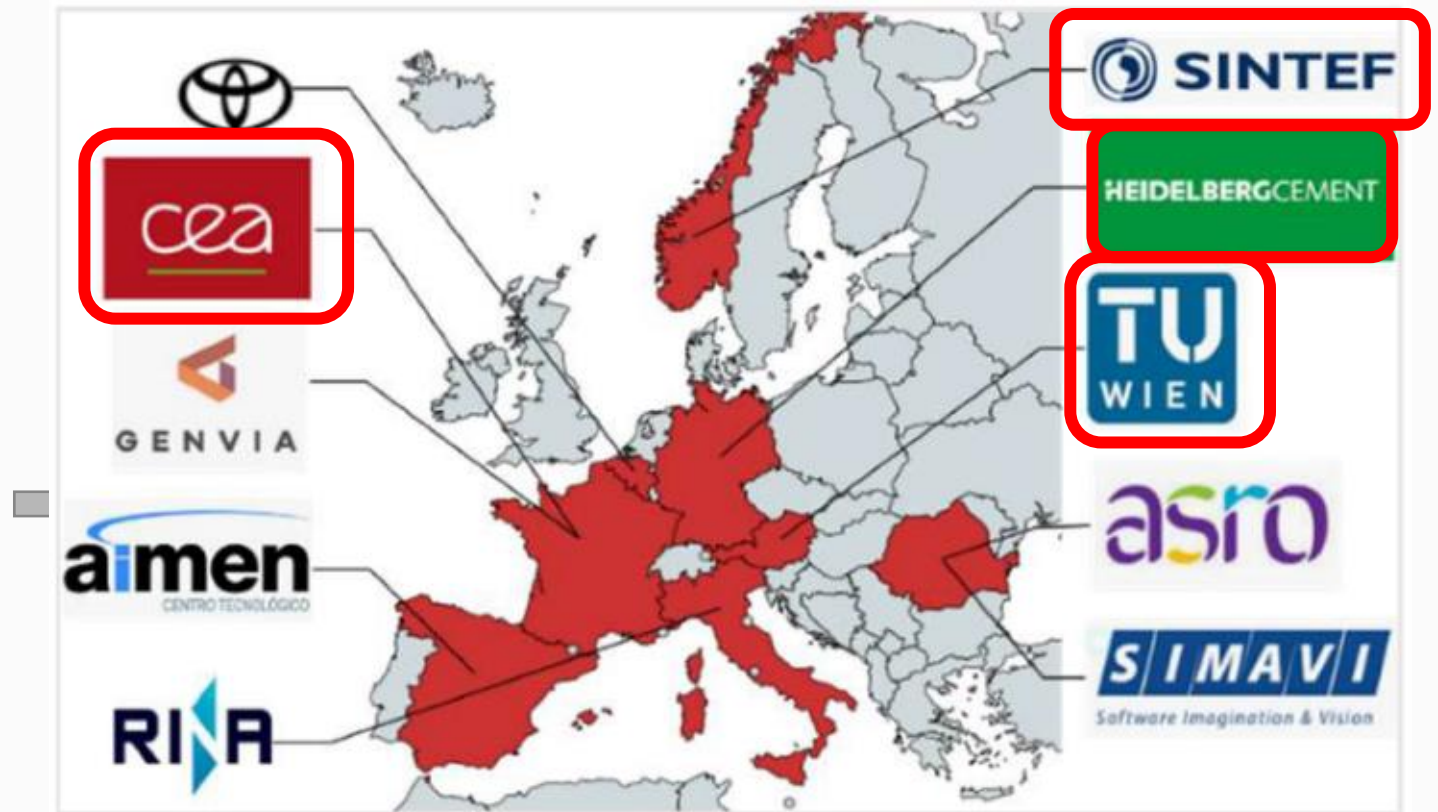 cea
GENVIA
aimen
CENTRO TECNOLÓGICO
RINA
SINTEF
HEIDELBERGCEMENT
TU
WIEN
asro
SIMAVI
Software Imagination & Vision